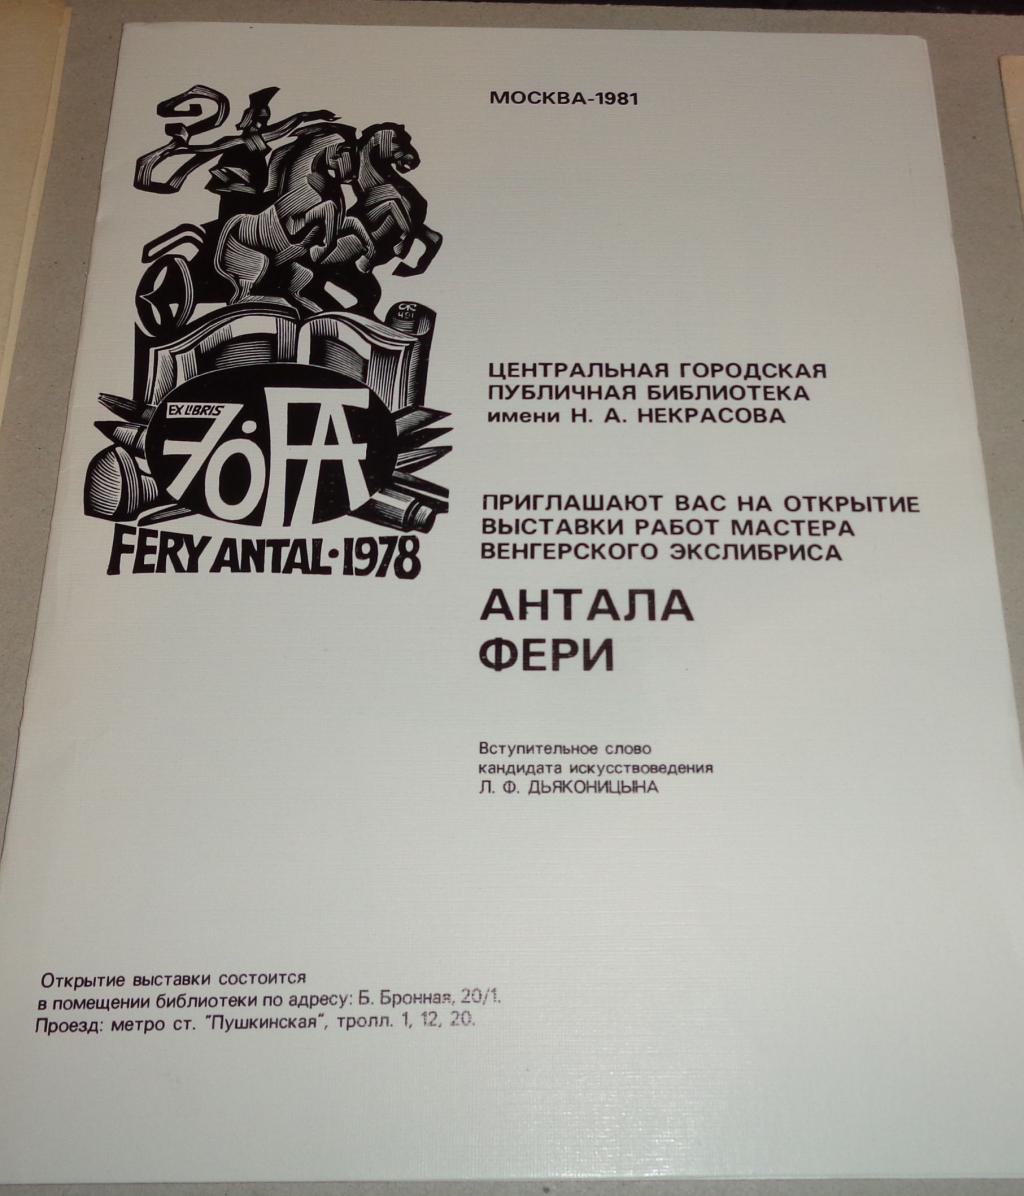 МОСКВА-1981
ЦЕНТРАЛЬНАЯ ГОРОДСКАЯ
ПУБЛИЧНАЯ БИБЛИОТЕКА
имени Н. А. НЕКРАСОВА
EX LIBRIS
70 FA
FERY ANTAL·1978
ПРИГЛАШАЮТ ВАС НА ОТКРЫТИЕ
ВЫСТАВКИ РАБОТ МАСТЕРА
ВЕНГЕРСКОГО ЭКСЛИБРИСА
АНТАЛА
ФЕРИ
Вступительное слово
кандидата искусствоведения
Л. Ф. ДЬЯКОНИЦЫНА
Открытие выставки состоится
в помещении библиотеки по адресу: Б. Бронная, 20/1.
Проезд: метро ст. "Пушкинская", тролл. 1, 12, 20.